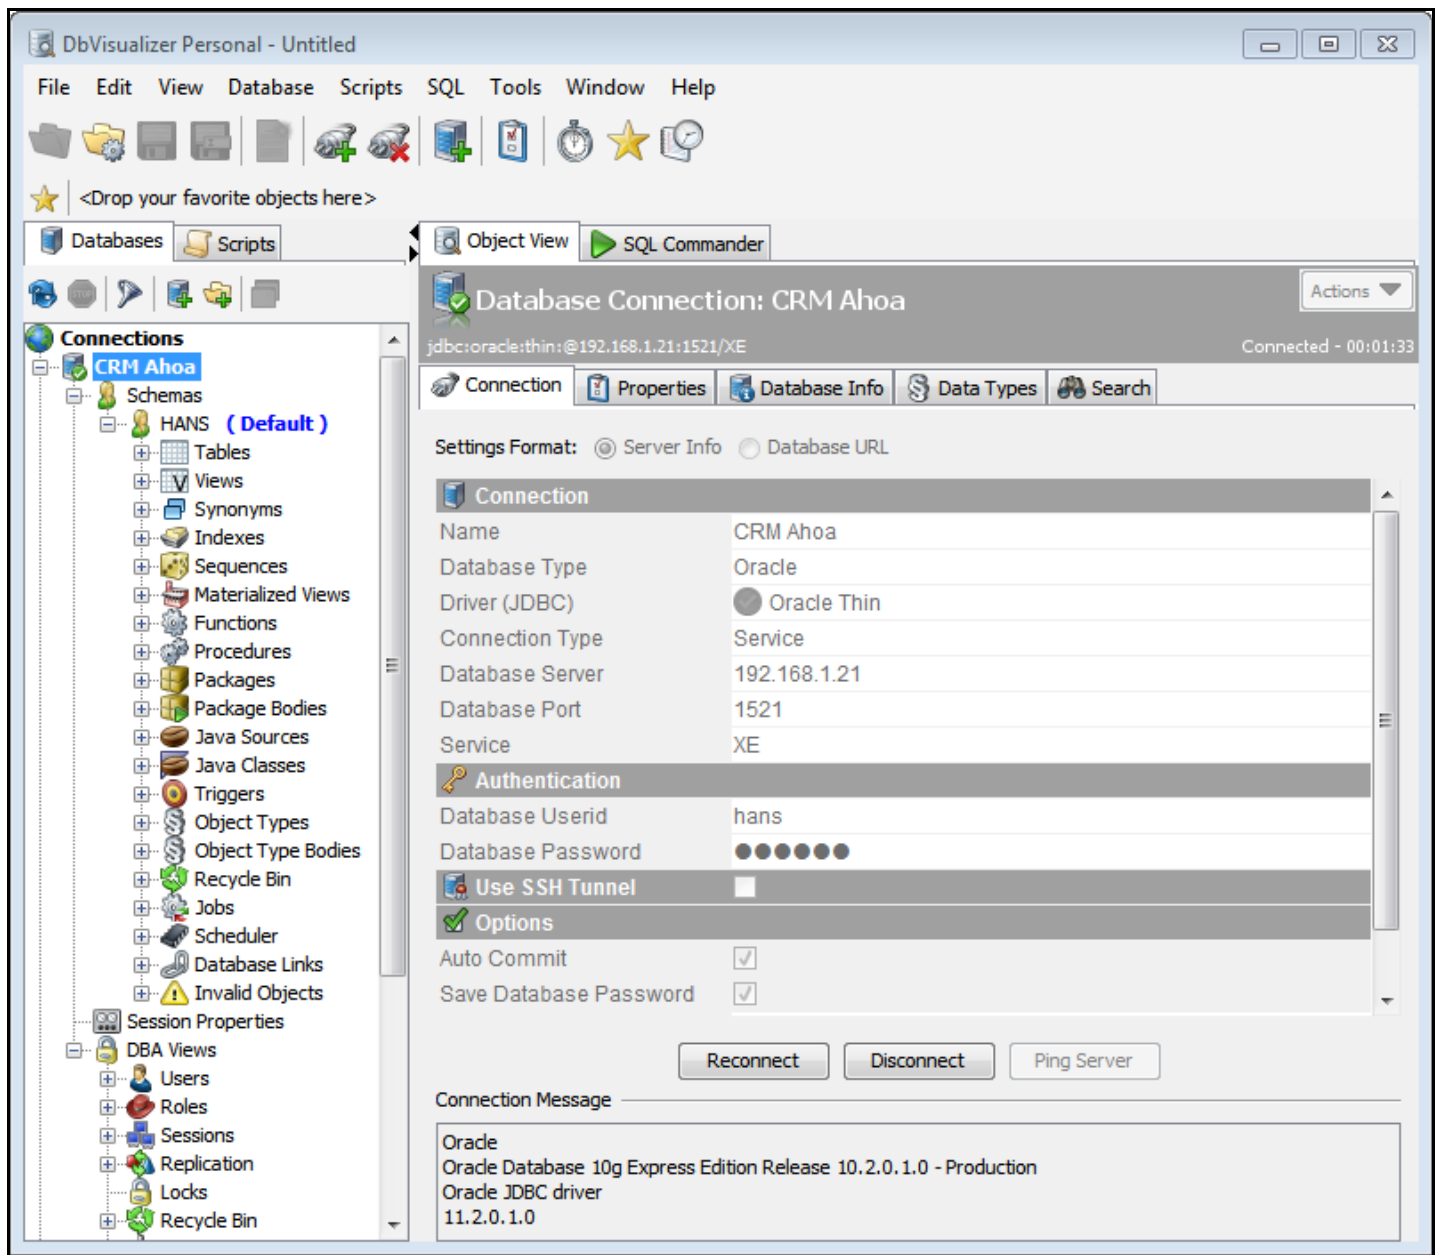 DbVisualizer Personal - Untitled
File Edit View Database Scripts SQL Tools Window Help
<Drop your favorite objects here>
Databases Scripts
Connections
CRM Ahoa
Schemas
HANS ( Default )
Tables
Views
Synonyms
Indexes
Sequences
Materialized Views
Functions
Procedures
Packages
Package Bodies
Java Sources
Java Classes
Triggers
Object Types
Object Type Bodies
Recycle Bin
Jobs
Scheduler
Database Links
Invalid Objects
Session Properties
DBA Views
Users
Roles
Sessions
Replication
Locks
Recycle Bin
Object View SQL Commander
Database Connection: CRM Ahoa Actions
jdbc:oracle:thin:@192.168.1.21:1521/XE Connected - 00:01:33
Connection Properties Database Info Data Types Search
Settings Format: Server Info Database URL
Connection
Name CRM Ahoa
Database Type Oracle
Driver (JDBC) Oracle Thin
Connection Type Service
Database Server 192.168.1.21
Database Port 1521
Service XE
Authentication
Database Userid hans
Database Password ●●●●●●
Use SSH Tunnel
Options
Auto Commit
Save Database Password
Reconnect Disconnect Ping Server
Connection Message
Oracle
Oracle Database 10g Express Edition Release 10.2.0.1.0 - Production
Oracle JDBC driver
11.2.0.1.0